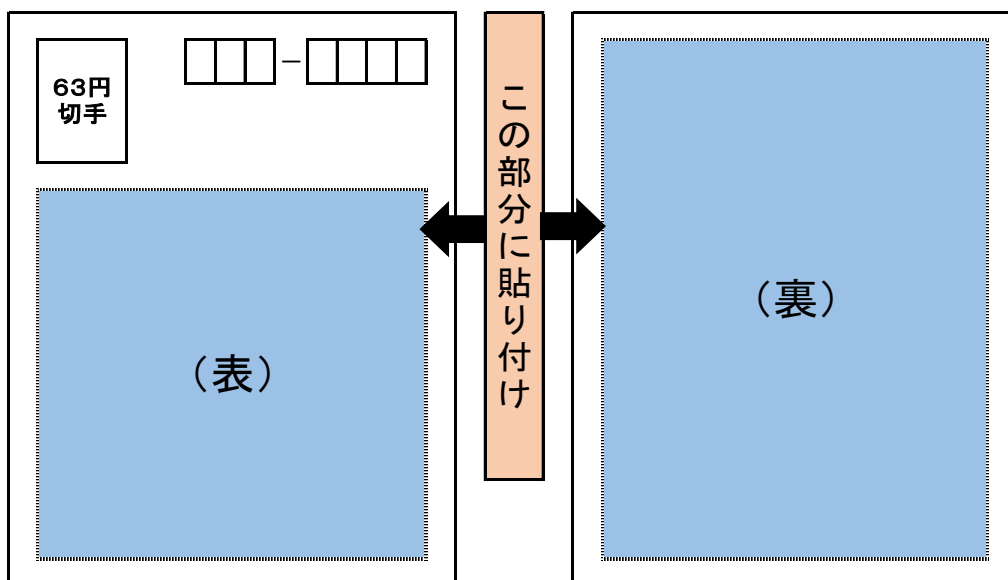 63円
切手
－
（表）
この部分に貼り付け
（裏）